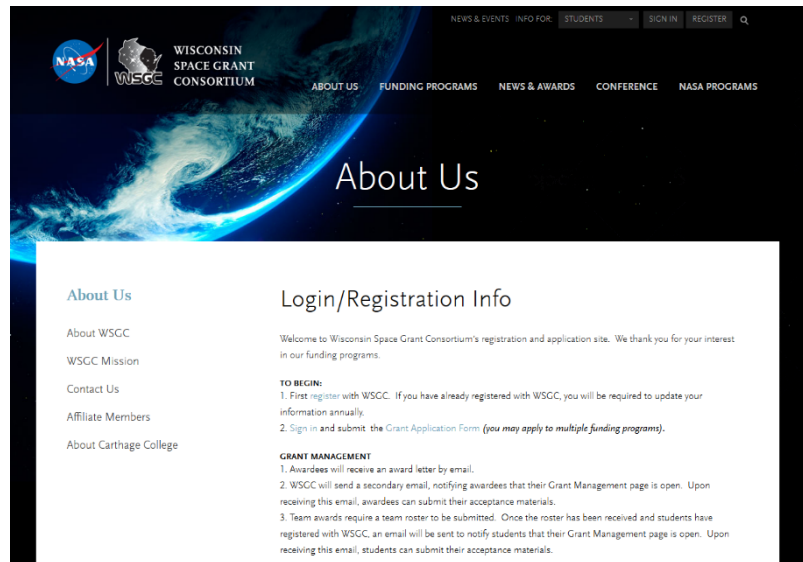 NEWS & EVENTS INFO FOR: STUDENTS SIGN IN REGISTER
NASA
WSGC
WISCONSIN
SPACE GRANT
CONSORTIUM
ABOUT US FUNDING PROGRAMS NEWS & AWARDS CONFERENCE NASA PROGRAMS
About Us
About Us
About WSGC
WSGC Mission
Contact Us
Affiliate Members
About Carthage College
Login/Registration Info
Welcome to Wisconsin Space Grant Consortium's registration and application site. We thank you for your interest
in our funding programs.
TO BEGIN:
1. First register with WSGC. If you have already registered with WSGC, you will be required to update your
information annually.
2. Sign in and submit the Grant Application Form (you may apply to multiple funding programs).
GRANT MANAGEMENT
1. Awardees will receive an award letter by email.
2. WSGC will send a secondary email, notifying awardees that their Grant Management page is open. Upon
receiving this email, awardees can submit their acceptance materials.
3. Team awards require a team roster to be submitted. Once the roster has been received and students have
registered with WSGC, an email will be sent to notify students that their Grant Management page is open. Upon
receiving this email, students can submit their acceptance materials.